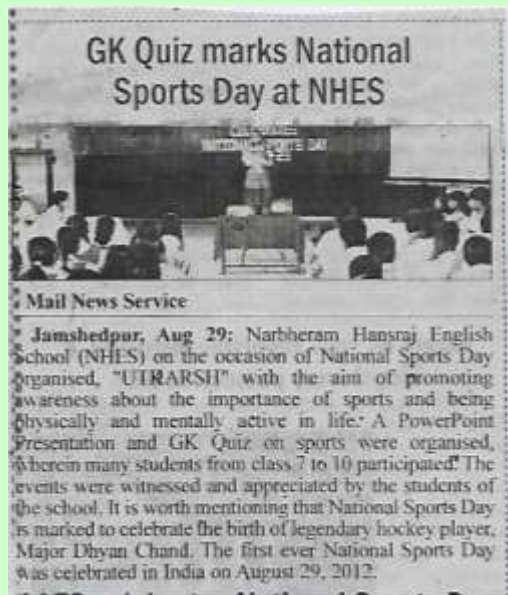 GK Quiz marks National
Sports Day at NHES
NATIONAL SPORTS DAY
Mail News Service
Jamshedpur, Aug 29: Narbheram Hansraj English
School (NHES) on the occasion of National Sports Day
organised, "UTRARSH" with the aim of promoting
awareness about the importance of sports and being
physically and mentally active in life. A PowerPoint
Presentation and GK Quiz on sports were organised,
wherein many students from class 7 to 10 participated. The
events were witnessed and appreciated by the students of
the school. It is worth mentioning that National Sports Day
is marked to celebrate the birth of legendary hockey player,
Major Dhyan Chand. The first ever National Sports Day
was celebrated in India on August 29, 2012.